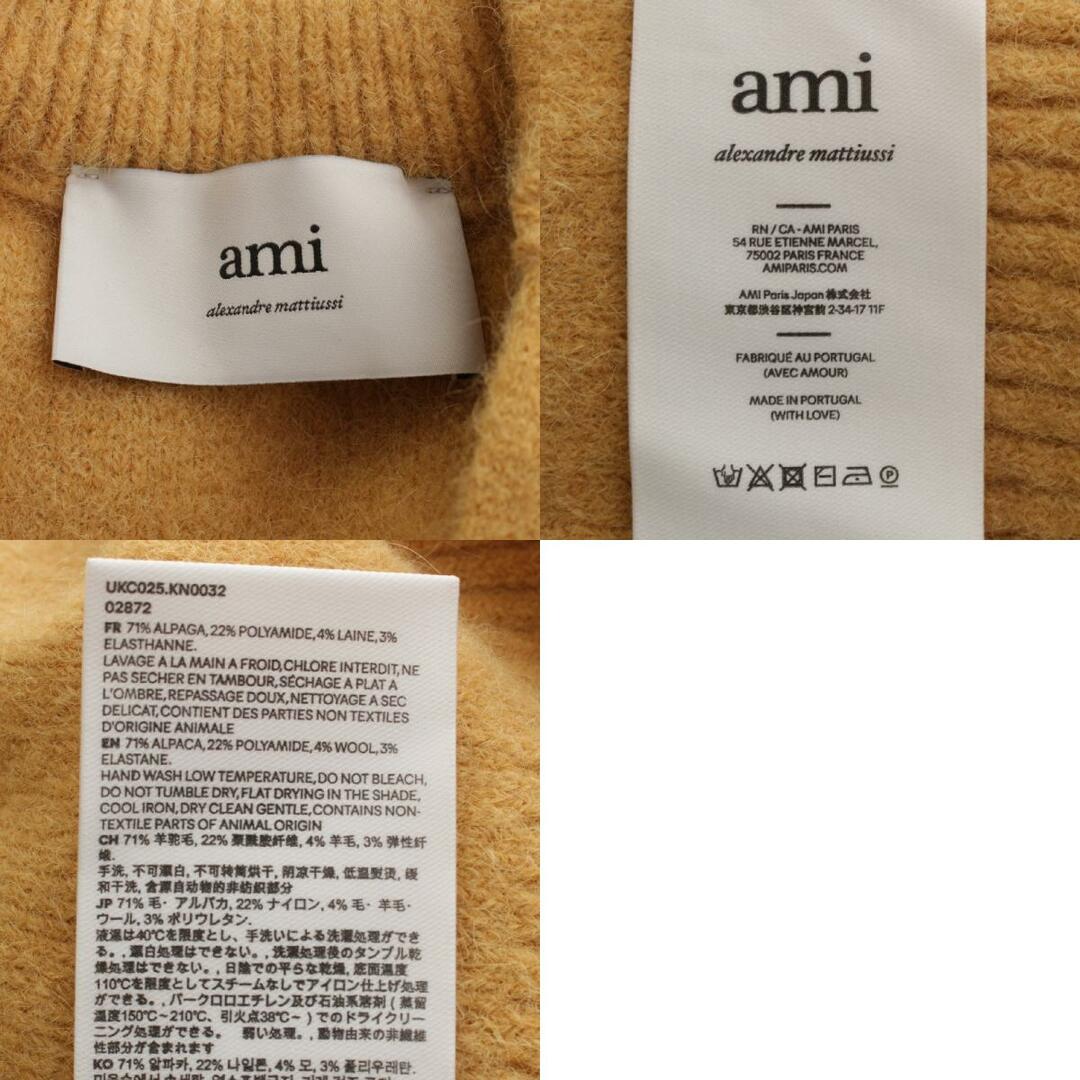 ami
alexandre mattiussi
ami
alexandre mattiussi
RN / CA - AMI PARIS
54 RUE ETIENNE MARCEL,
75002 PARIS FRANCE
AMIPARIS.COM
AMI Paris Japan 株式会社
東京都渋谷区神宮前 2-34-17 11F
FABRIQUÉ AU PORTUGAL
(AVEC AMOUR)
MADE IN PORTUGAL
(WITH LOVE)
P
UKC025.KN0032
02872
FR 71% ALPAGA, 22% POLYAMIDE, 4% LAINE, 3%
ELASTHANNE.
LAVAGE A LA MAIN A FROID, CHLORE INTERDIT, NE
PAS SECHER EN TAMBOUR, SÉCHAGE A PLAT A
L'OMBRE, REPASSAGE DOUX, NETTOYAGE A SEC
DELICAT, CONTIENT DES PARTIES NON TEXTILES
D'ORIGINE ANIMALE
EN 71% ALPACA, 22% POLYAMIDE, 4% WOOL, 3%
ELASTANE.
HAND WASH LOW TEMPERATURE, DO NOT BLEACH,
DO NOT TUMBLE DRY, FLAT DRYING IN THE SHADE,
COOL IRON, DRY CLEAN GENTLE, CONTAINS NON-
TEXTILE PARTS OF ANIMAL ORIGIN
CH 71% 羊驼毛, 22% 聚酰胺纤维, 4% 羊毛, 3% 弹性纤
维.
手洗, 不可漂白, 不可转筒烘干, 阴凉干燥, 低温熨烫, 缓
和干洗, 含源自动物的非纺织部分
JP 71% 毛・アルパカ, 22% ナイロン, 4% 毛・羊毛・
ウール, 3% ポリウレタン.
液温は40℃を限度とし、手洗いによる洗濯処理ができ
る。, 漂白処理はできない。, 洗濯処理後のタンブル乾
燥処理はできない。, 日陰での平らな乾燥, 底面温度
110℃を限度としてスチームなしでアイロン仕上げ処理
ができる。, パークロロエチレン及び石油系溶剤 ( 蒸留
温度150℃~210℃、引火点38℃~ ) でのドライクリー
ニング処理ができる。 弱い処理。, 動物由来の非繊維
性部分が含まれます
KO 71% 알파카, 22% 나일론, 4% 모, 3% 폴리우레탄.